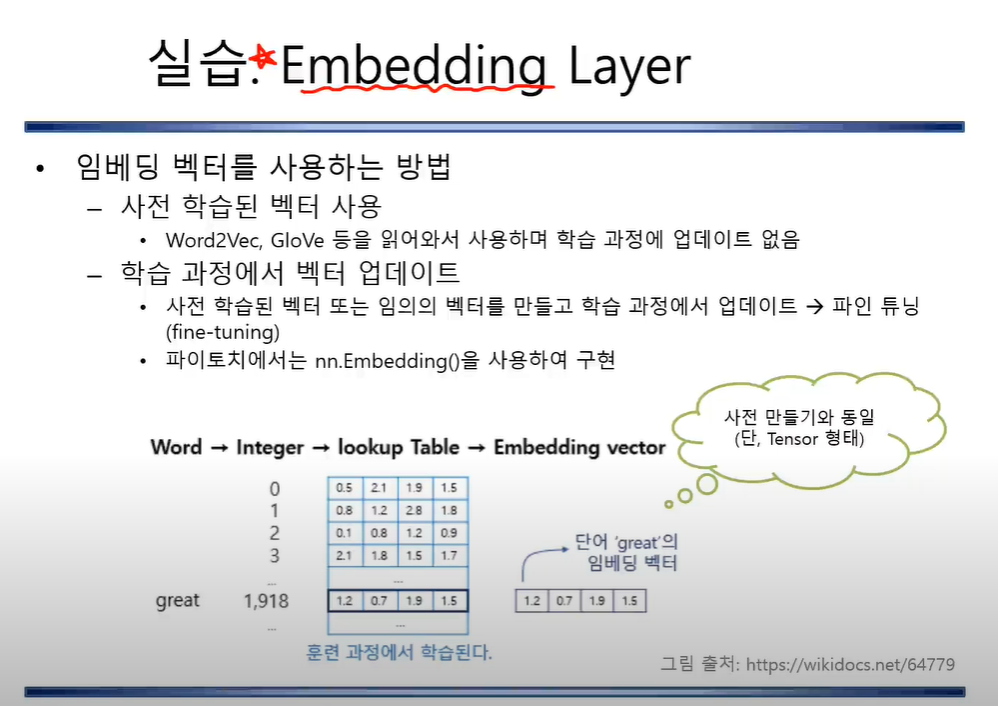 실습: Embedding Layer
• 임베딩 벡터를 사용하는 방법
– 사전 학습된 벡터 사용
• Word2Vec, GloVe 등을 읽어와서 사용하며 학습 과정에 업데이트 없음
– 학습 과정에서 벡터 업데이트
• 사전 학습된 벡터 또는 임의의 벡터를 만들고 학습 과정에서 업데이트 → 파인 튜닝
(fine-tuning)
• 파이토치에서는 nn.Embedding()을 사용하여 구현
사전 만들기와 동일
(단, Tensor 형태)
Word → Integer → lookup Table → Embedding vector
0 0.5 2.1 1.9 1.5
1 0.8 1.2 2.8 1.8
2 0.1 0.8 1.2 0.9
3 2.1 1.8 1.5 1.7
... ...
great 1,918 1.2 0.7 1.9 1.5
... ...
단어 'great'의
임베딩 벡터
1.2 0.7 1.9 1.5
훈련 과정에서 학습된다.
그림 출처: https://wikidocs.net/64779